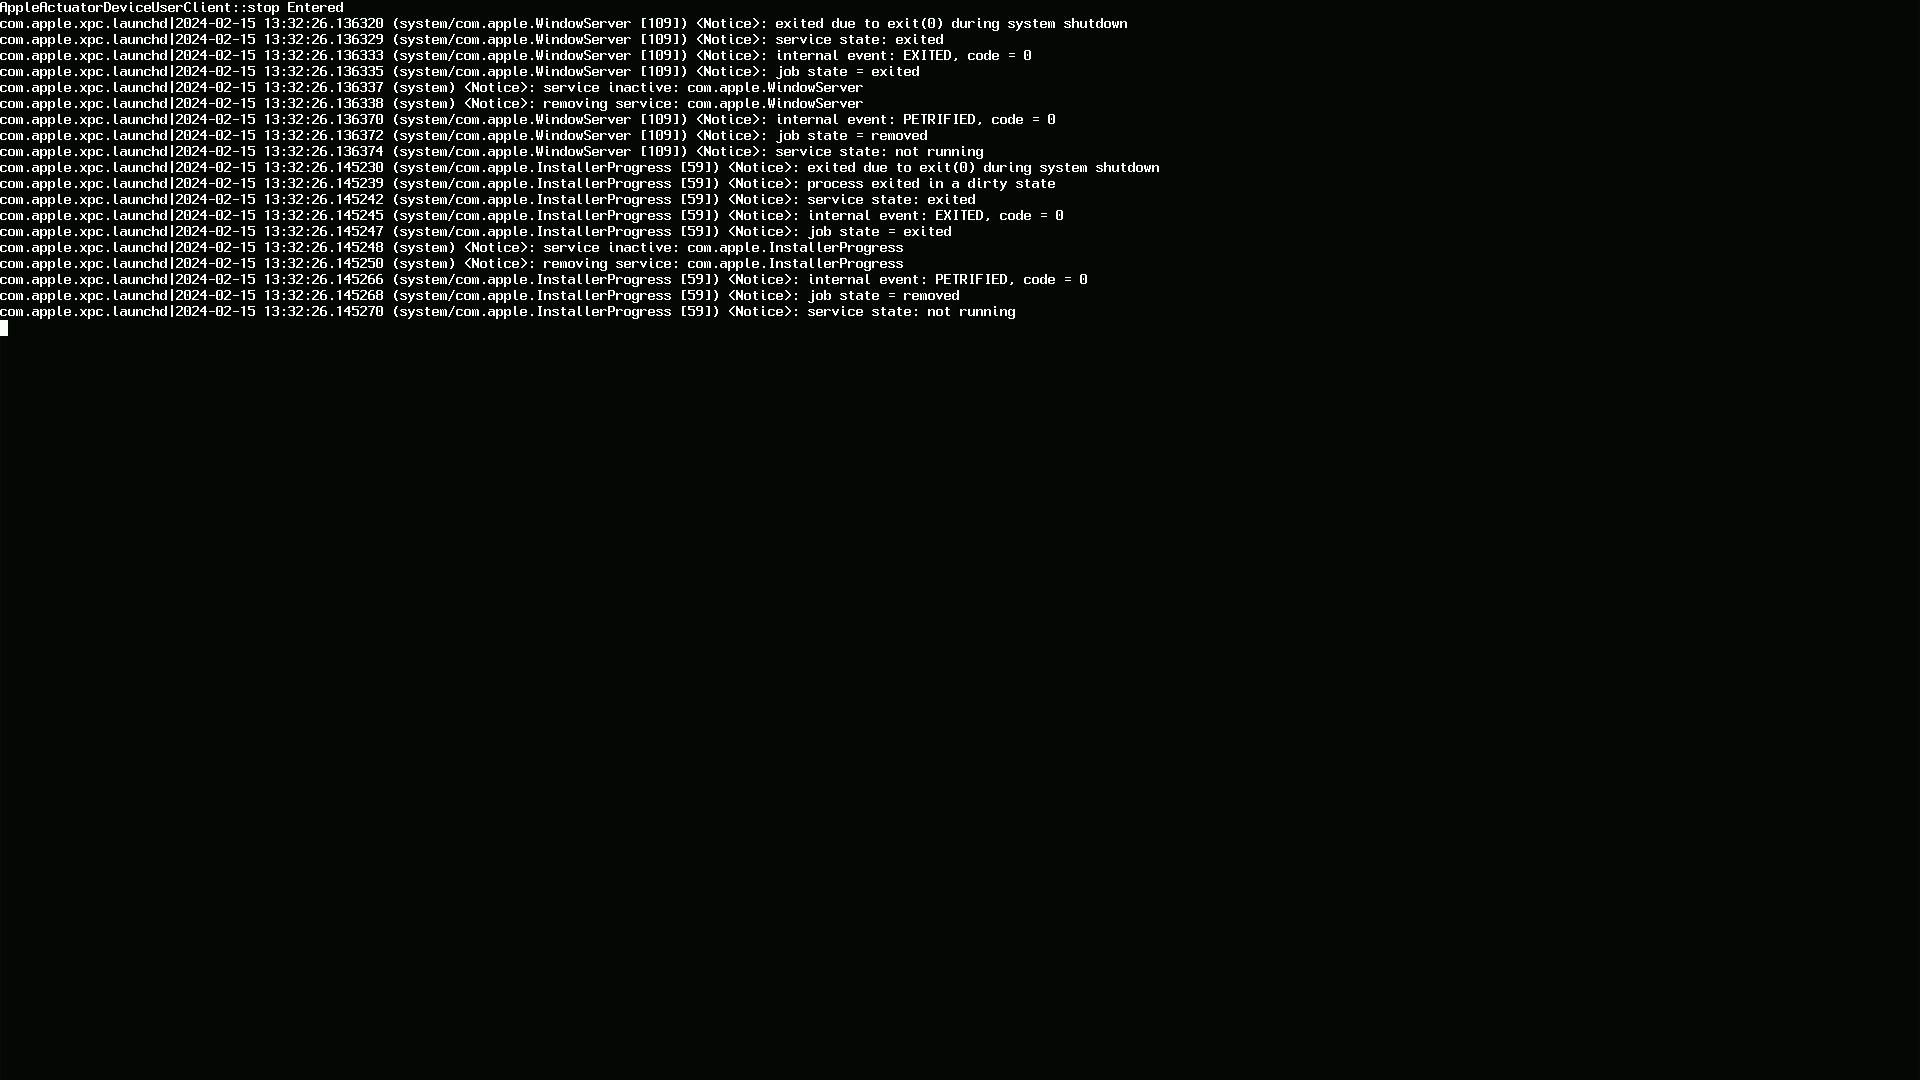 AppleActuatorDeviceUserClient::stop Entered
com.apple.xpc.launchd|2024-02-15 13:32:26.136320 (system/com.apple.WindowServer [109]) <Notice>: exited due to exit(0) during system shutdown
com.apple.xpc.launchd|2024-02-15 13:32:26.136329 (system/com.apple.WindowServer [109]) <Notice>: service state: exited
com.apple.xpc.launchd|2024-02-15 13:32:26.136333 (system/com.apple.WindowServer [109]) <Notice>: internal event: EXITED, code = 0
com.apple.xpc.launchd|2024-02-15 13:32:26.136335 (system/com.apple.WindowServer [109]) <Notice>: job state = exited
com.apple.xpc.launchd|2024-02-15 13:32:26.136337 (system) <Notice>: service inactive: com.apple.WindowServer
com.apple.xpc.launchd|2024-02-15 13:32:26.136338 (system) <Notice>: removing service: com.apple.WindowServer
com.apple.xpc.launchd|2024-02-15 13:32:26.136370 (system/com.apple.WindowServer [109]) <Notice>: internal event: PETRIFIED, code = 0
com.apple.xpc.launchd|2024-02-15 13:32:26.136372 (system/com.apple.WindowServer [109]) <Notice>: job state = removed
com.apple.xpc.launchd|2024-02-15 13:32:26.136374 (system/com.apple.WindowServer [109]) <Notice>: service state: not running
com.apple.xpc.launchd|2024-02-15 13:32:26.145230 (system/com.apple.InstallerProgress [59]) <Notice>: exited due to exit(0) during system shutdown
com.apple.xpc.launchd|2024-02-15 13:32:26.145239 (system/com.apple.InstallerProgress [59]) <Notice>: process exited in a dirty state
com.apple.xpc.launchd|2024-02-15 13:32:26.145242 (system/com.apple.InstallerProgress [59]) <Notice>: service state: exited
com.apple.xpc.launchd|2024-02-15 13:32:26.145245 (system/com.apple.InstallerProgress [59]) <Notice>: internal event: EXITED, code = 0
com.apple.xpc.launchd|2024-02-15 13:32:26.145247 (system/com.apple.InstallerProgress [59]) <Notice>: job state = exited
com.apple.xpc.launchd|2024-02-15 13:32:26.145248 (system) <Notice>: service inactive: com.apple.InstallerProgress
com.apple.xpc.launchd|2024-02-15 13:32:26.145250 (system) <Notice>: removing service: com.apple.InstallerProgress
com.apple.xpc.launchd|2024-02-15 13:32:26.145266 (system/com.apple.InstallerProgress [59]) <Notice>: internal event: PETRIFIED, code = 0
com.apple.xpc.launchd|2024-02-15 13:32:26.145268 (system/com.apple.InstallerProgress [59]) <Notice>: job state = removed
com.apple.xpc.launchd|2024-02-15 13:32:26.145270 (system/com.apple.InstallerProgress [59]) <Notice>: service state: not running